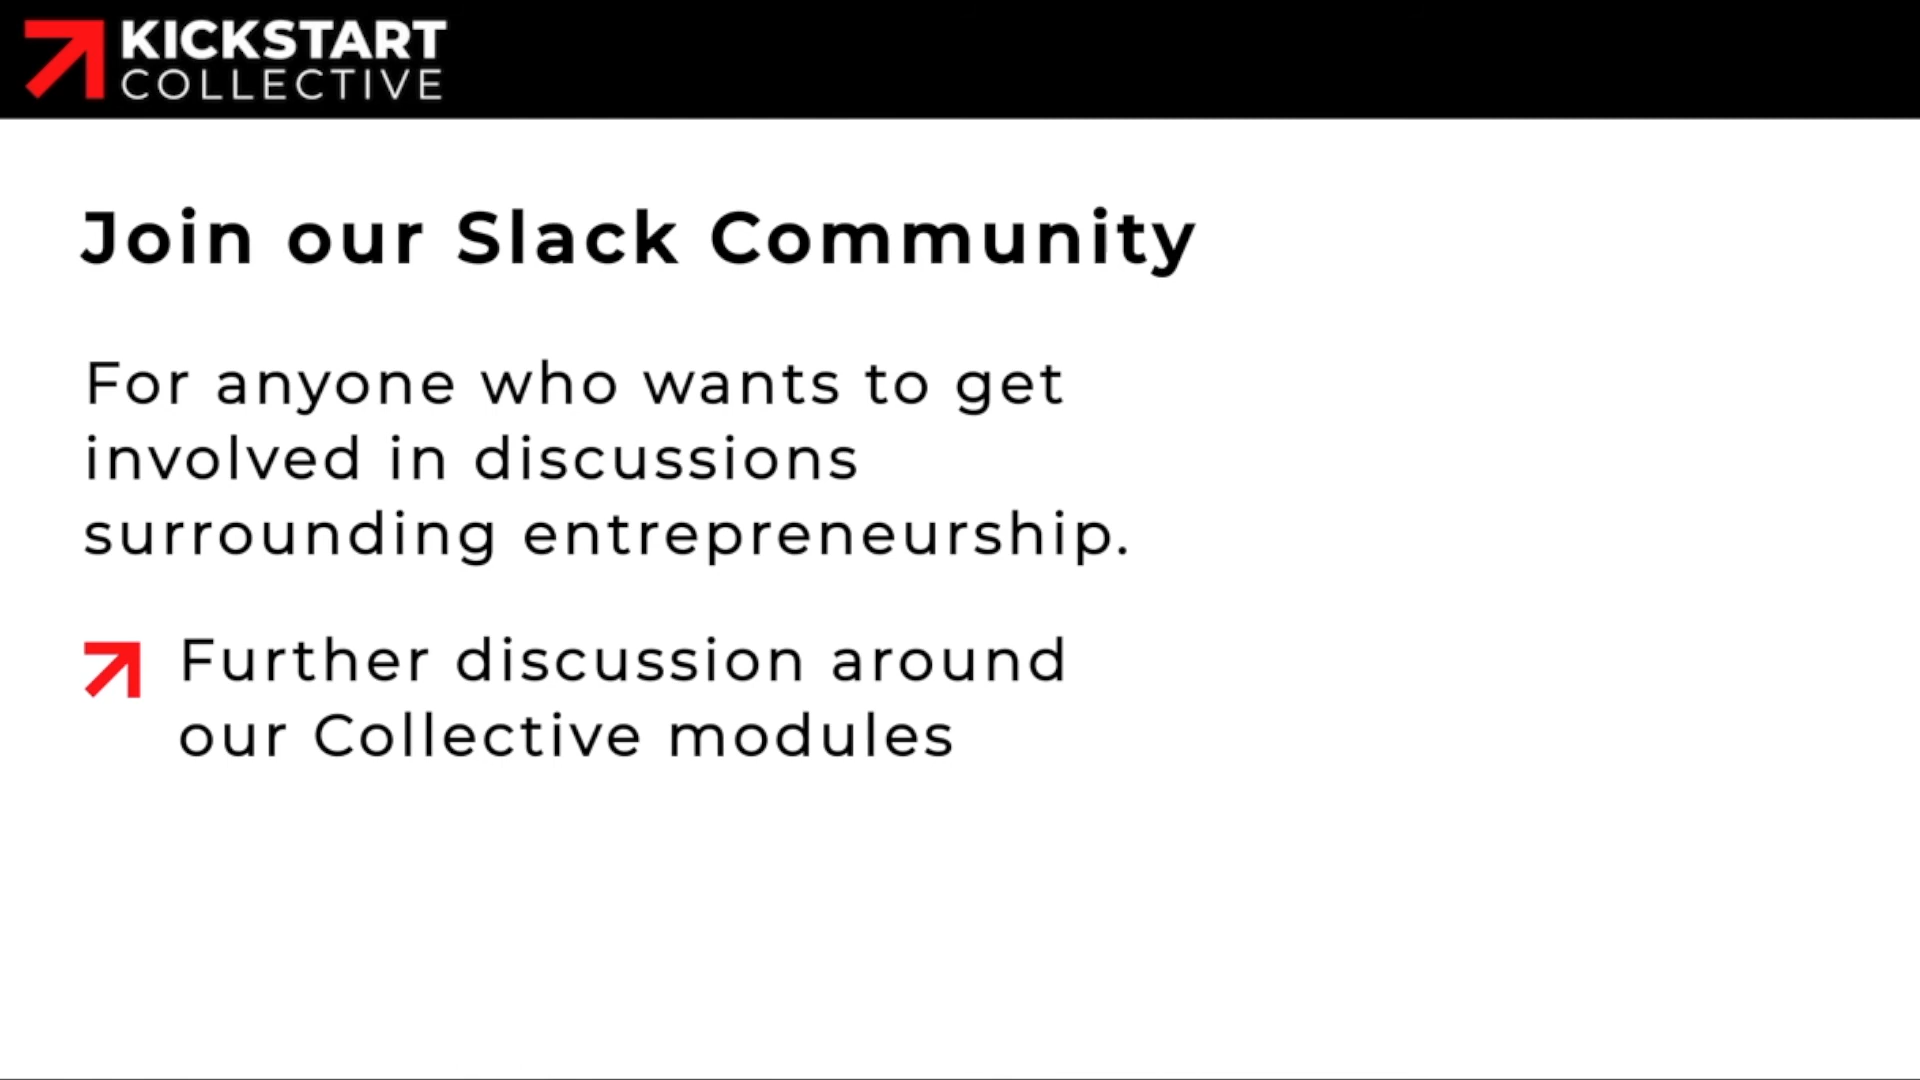 KICKSTART
COLLECTIVE
Join our Slack Community
For anyone who wants to get
involved in discussions
surrounding entrepreneurship.
Further discussion around
our Collective modules